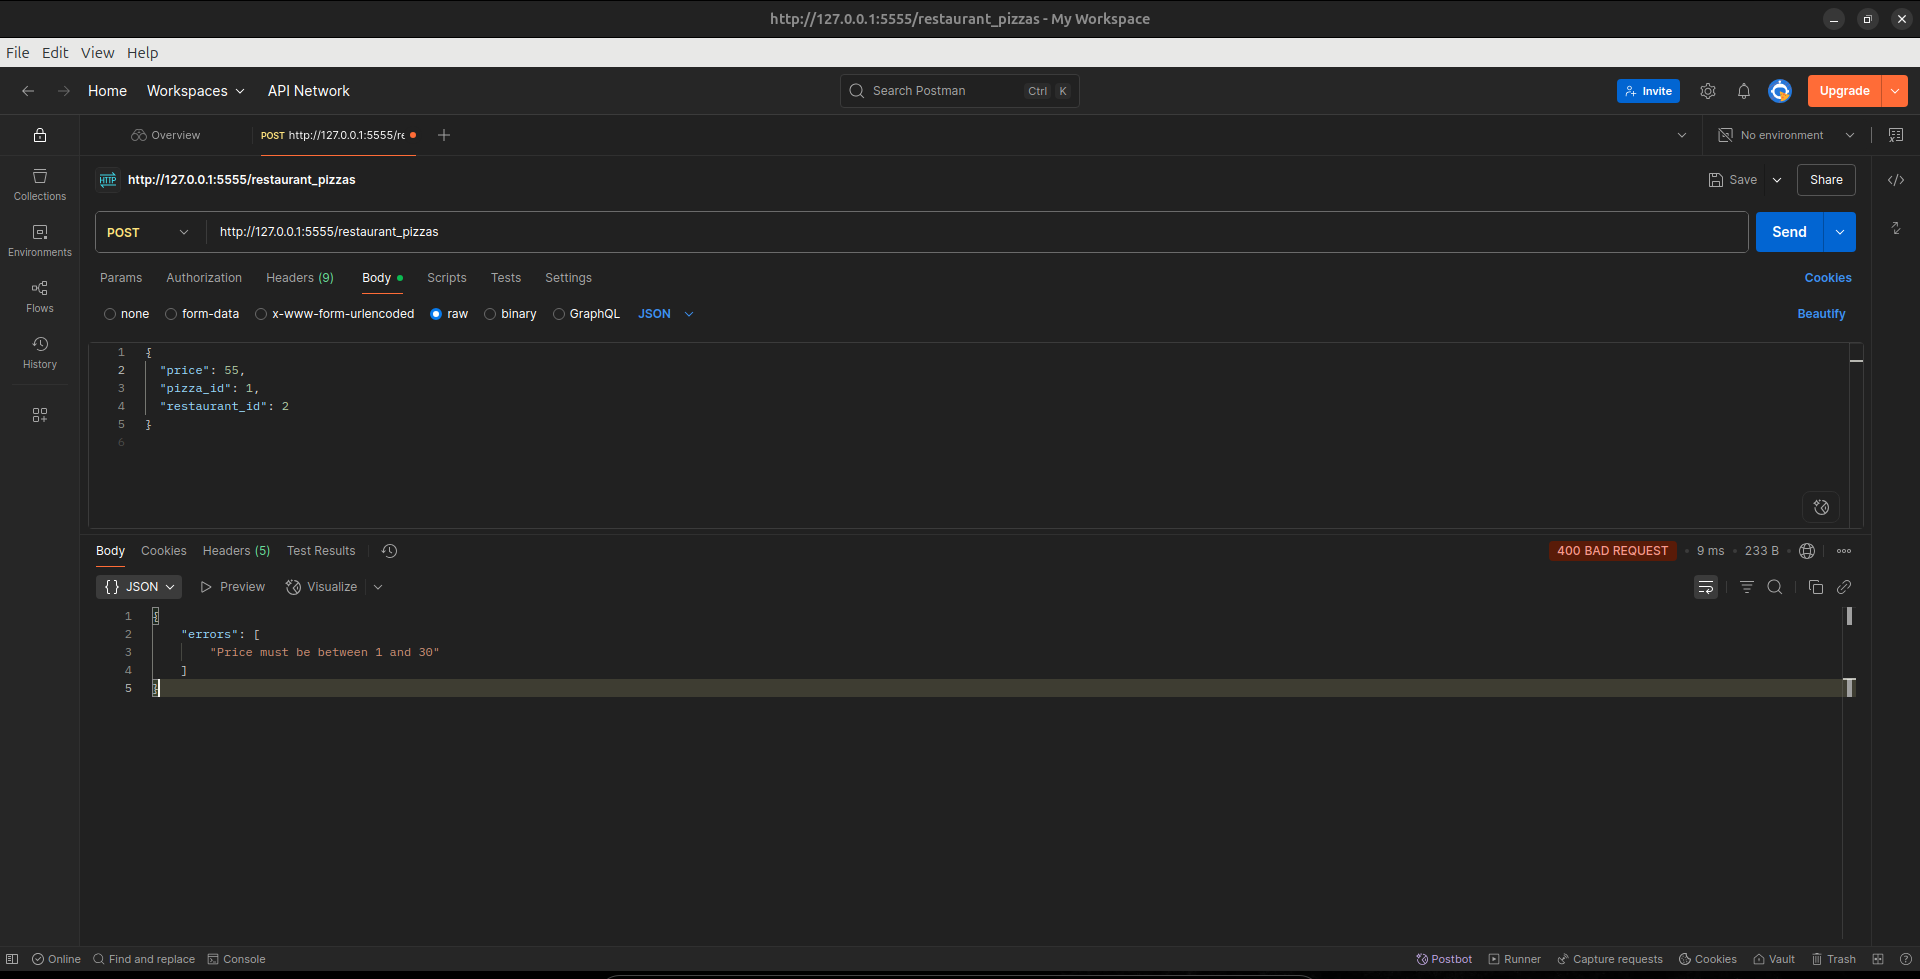 http://127.0.0.1:5555/restaurant_pizzas - My Workspace
File Edit View Help
Home Workspaces API Network Search Postman Ctrl K Invite Upgrade
Overview POST http://127.0.0.1:5555/re No environment
HTTP http://127.0.0.1:5555/restaurant_pizzas Save Share
Collections
POST http://127.0.0.1:5555/restaurant_pizzas Send
Environments
Params Authorization Headers (9) Body Scripts Tests Settings Cookies
Flows
none form-data x-www-form-urlencoded raw binary GraphQL JSON Beautify
History
1 {
2 "price": 55,
3 "pizza_id": 1,
4 "restaurant_id": 2
5 }
6
Body Cookies Headers (5) Test Results 400 BAD REQUEST 9 ms 233 B
{} JSON Preview Visualize
1 {
2 "errors": [
3 "Price must be between 1 and 30"
4 ]
5 }
Online Find and replace Console Postbot Runner Capture requests Cookies Vault Trash